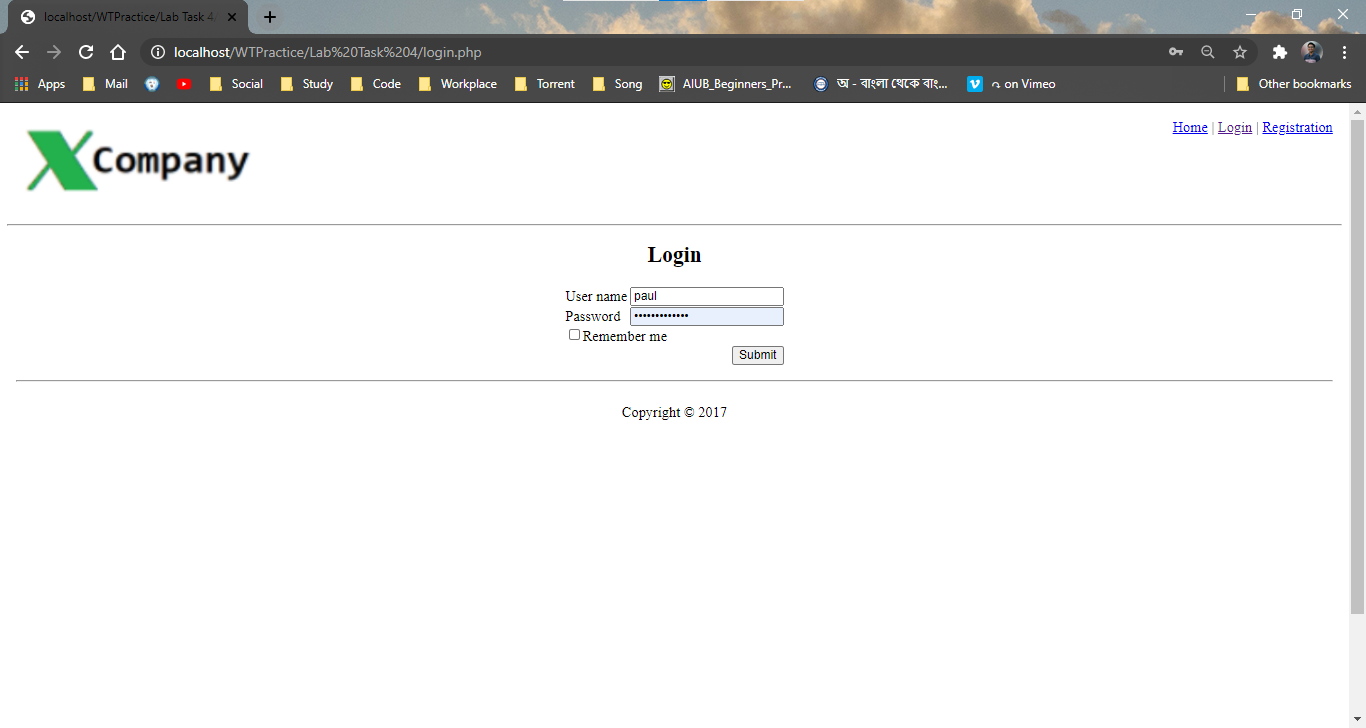 localhost/WTPractice/Lab Task 4
localhost/WTPractice/Lab%20Task%204/login.php
Apps Mail Social Study Code Workplace Torrent Song AIUB_Beginners_Pr... অ - বাংলা থেকে বাং... on Vimeo Other bookmarks
Home | Login | Registration
X Company
Login
User name paul
Password •••••••••••••
Remember me
Submit
Copyright © 2017